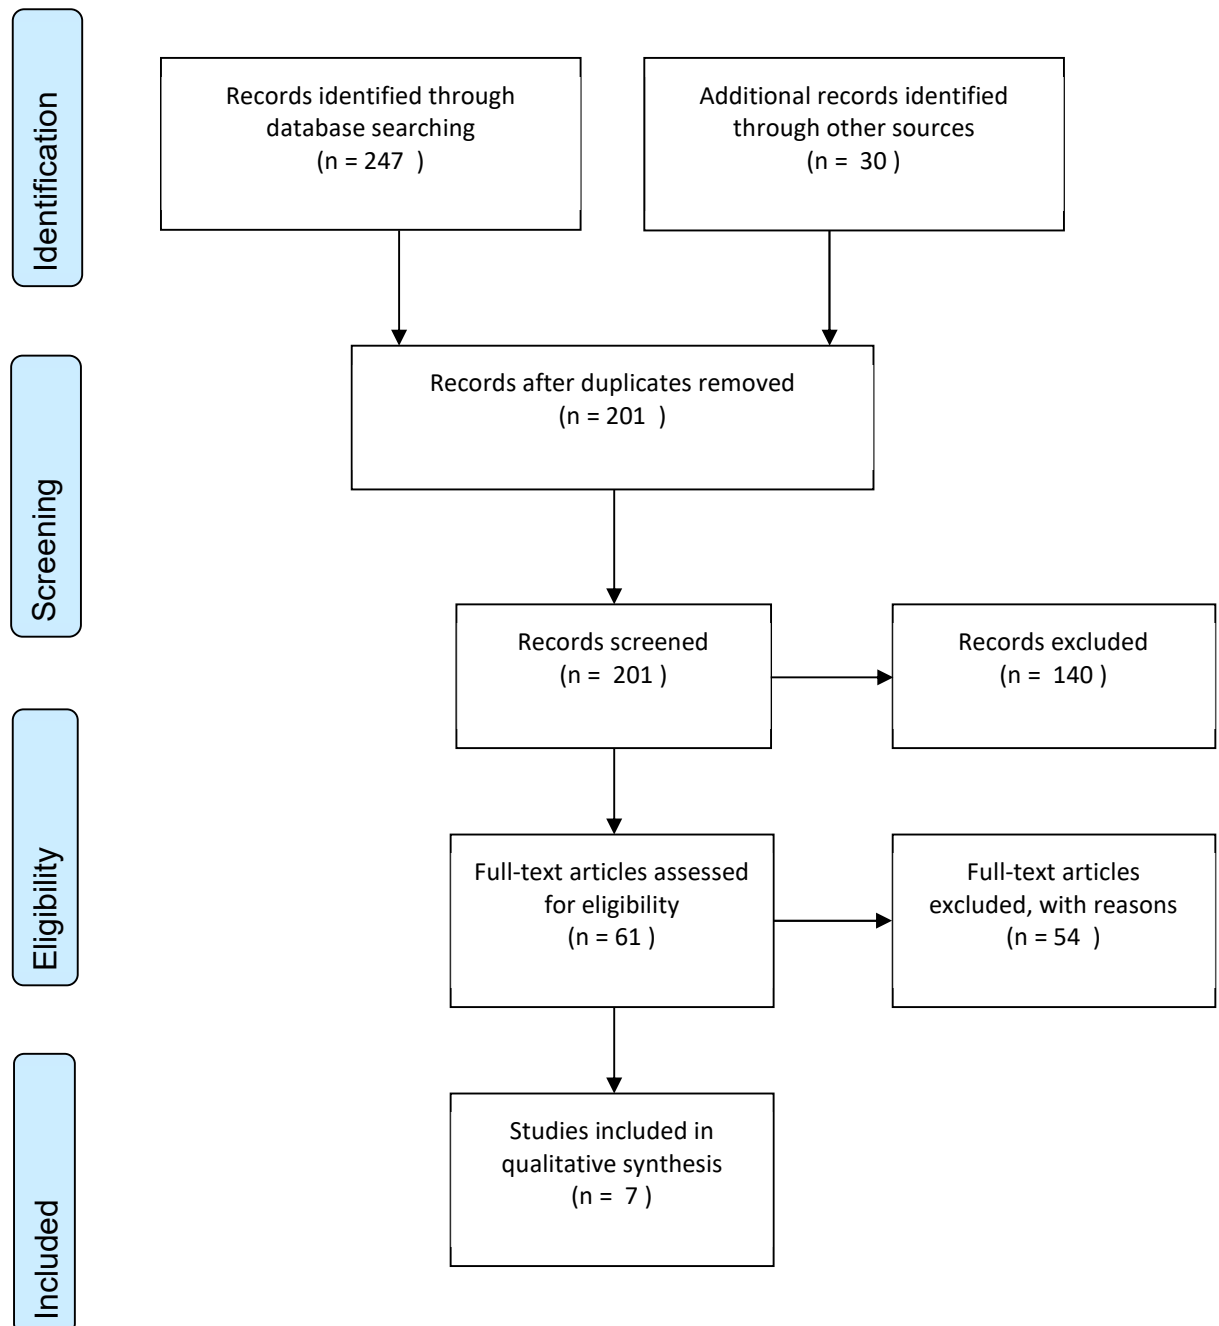 Identification
Records identified through
database searching
(n = 247  )
Additional records identified
through other sources
(n =  30 )
Records after duplicates removed
(n = 201  )
Screening
Records screened
(n =  201 )
Records excluded
(n =  140 )
Eligibility
Full-text articles assessed
for eligibility
(n = 61 )
Full-text articles
excluded, with reasons
(n = 54  )
Included
Studies included in
qualitative synthesis
(n =  7 )